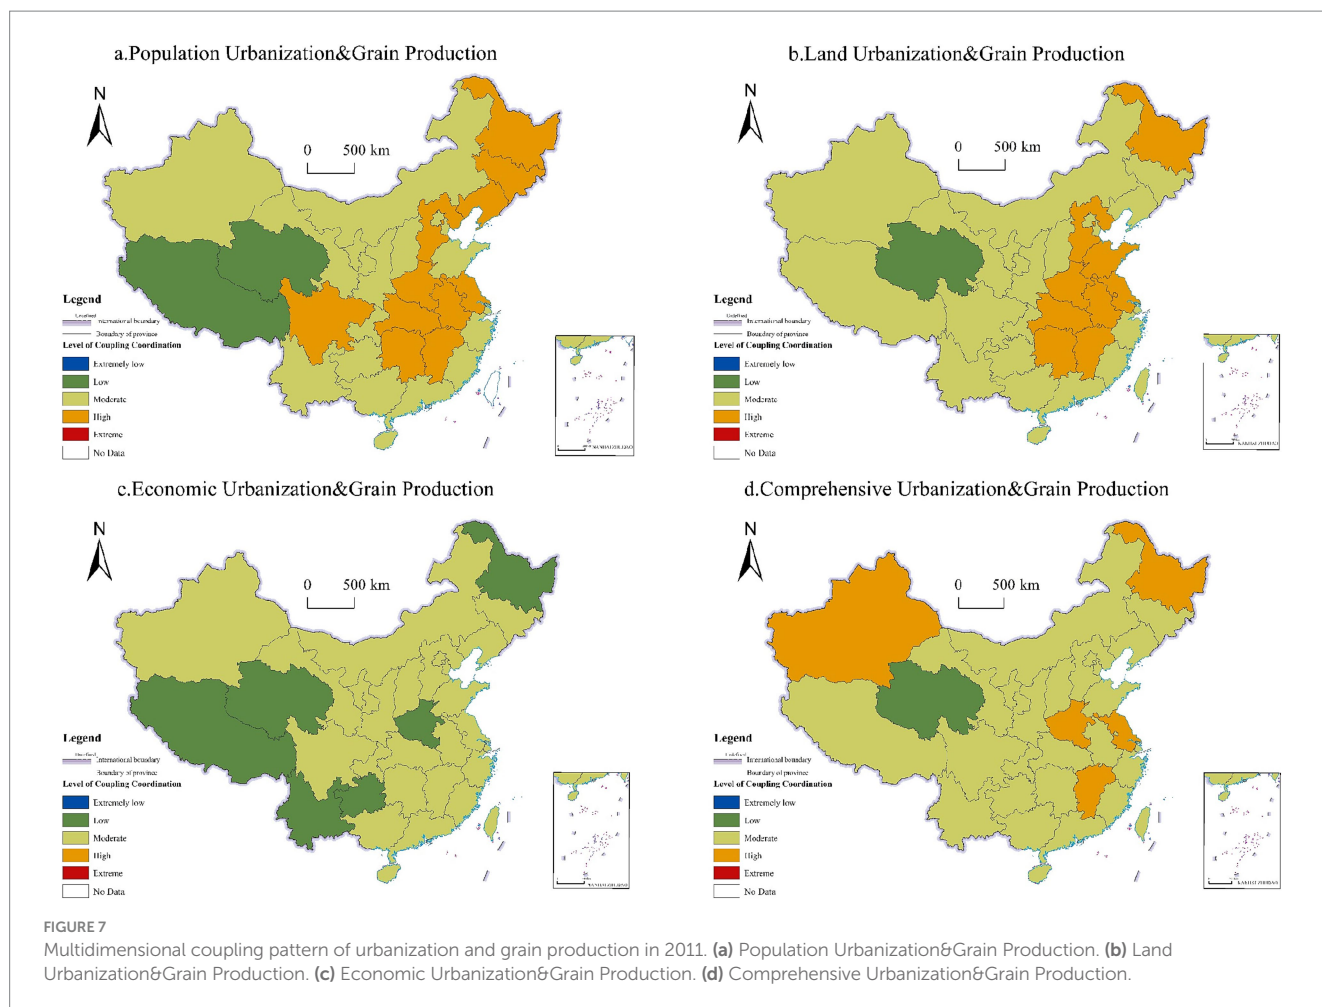 a.Population Urbanization&Grain Production
N
0 500 km
Legend
International boundary
Boundary of province
Level of Coupling Coordination
Extremely low
Low
Moderate
High
Extreme
No Data
b.Land Urbanization&Grain Production
N
0 500 km
Legend
International boundary
Boundary of province
Level of Coupling Coordination
Extremely low
Low
Moderate
High
Extreme
No Data
c.Economic Urbanization&Grain Production
N
0 500 km
Legend
International boundary
Boundary of province
Level of Coupling Coordination
Extremely low
Low
Moderate
High
Extreme
No Data
d.Comprehensive Urbanization&Grain Production
N
0 500 km
Legend
International boundary
Boundary of province
Level of Coupling Coordination
Extremely low
Low
Moderate
High
Extreme
No Data
FIGURE 7
Multidimensional coupling pattern of urbanization and grain production in 2011. (a) Population Urbanization&Grain Production. (b) Land
Urbanization&Grain Production. (c) Economic Urbanization&Grain Production. (d) Comprehensive Urbanization&Grain Production.